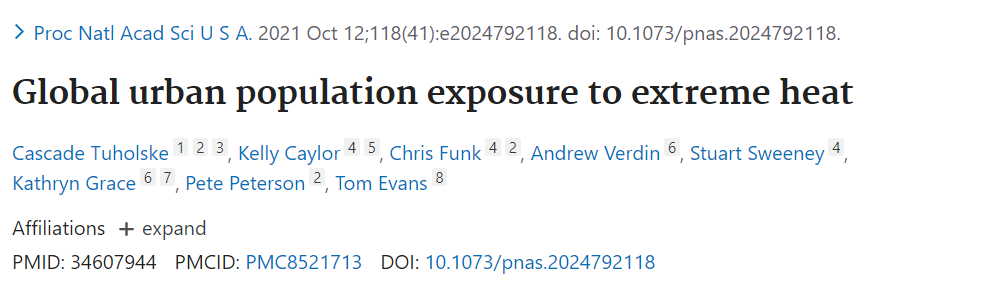 Proc Natl Acad Sci U S A. 2021 Oct 12;118(41):e2024792118. doi: 10.1073/pnas.2024792118.
Global urban population exposure to extreme heat
Cascade Tuholske 1 2 3, Kelly Caylor 4 5, Chris Funk 4 2, Andrew Verdin 6, Stuart Sweeney 4,
Kathryn Grace 6 7, Pete Peterson 2, Tom Evans 8
Affiliations + expand
PMID: 34607944 PMCID: PMC8521713 DOI: 10.1073/pnas.2024792118